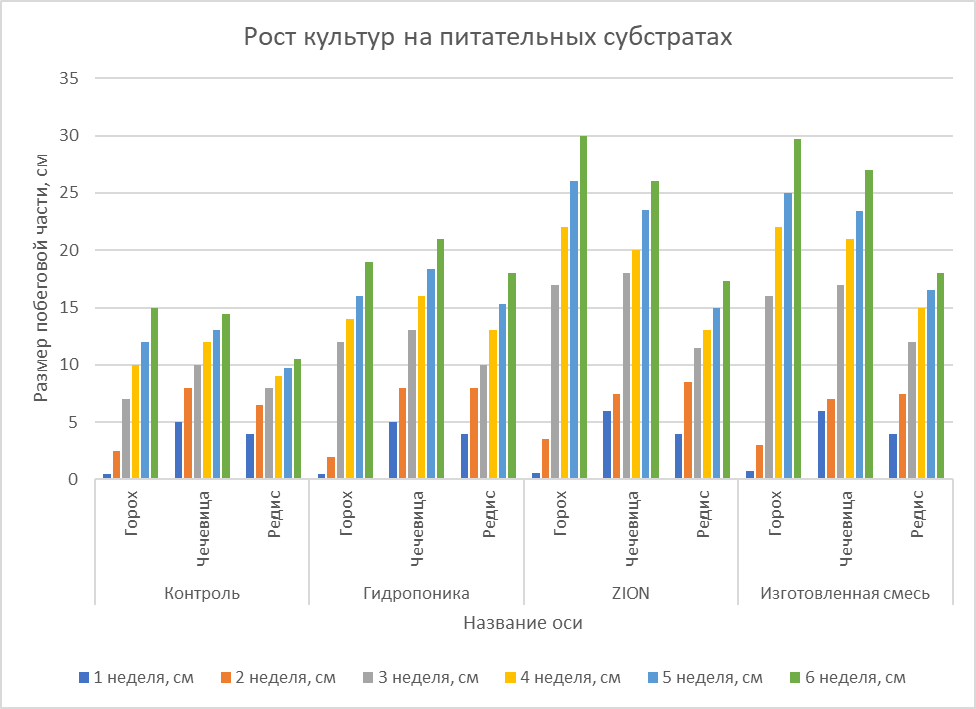 Рост культур на питательных субстратах
Размер побеговой части, см
35
30
25
20
15
10
5
0
Горох Чечевица Редис Горох Чечевица Редис Горох Чечевица Редис Горох Чечевица Редис
Контроль Гидропоника ZION Изготовленная смесь
Название оси
1 неделя, см 2 неделя, см 3 неделя, см 4 неделя, см 5 неделя, см 6 неделя, см